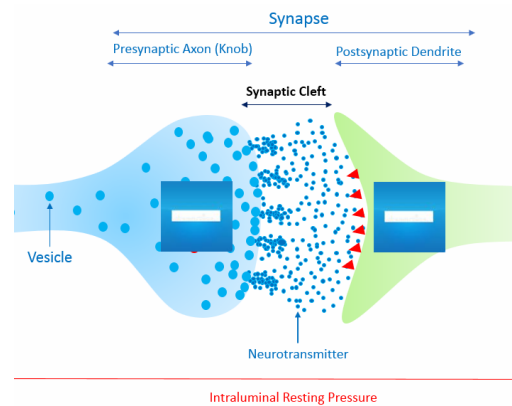 Synapse
Presynaptic Axon (Knob)
Postsynaptic Dendrite
Synaptic Cleft
Vesicle
Neurotransmitter
Intraluminal Resting Pressure